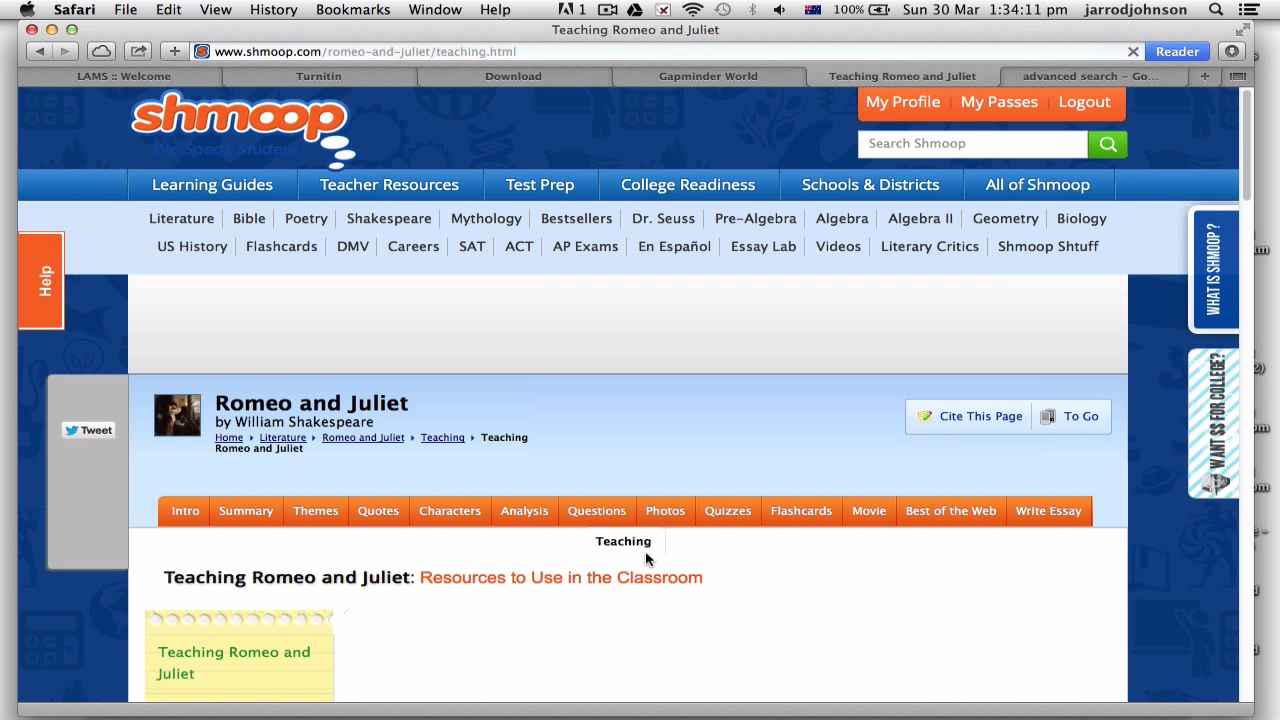 Safari File Edit View History Bookmarks Window Help 1 100% Sun 30 Mar 1:34:11 pm jarrodjohnson
Teaching Romeo and Juliet
www.shmoop.com/romeo-and-juliet/teaching.html Reader
LAMS :: Welcome Turnitin Download Gapminder World Teaching Romeo and Juliet advanced search – Go...
shmoop My Profile My Passes Logout
We Speak Student Search Shmoop
Learning Guides Teacher Resources Test Prep College Readiness Schools & Districts All of Shmoop
Literature Bible Poetry Shakespeare Mythology Bestsellers Dr. Seuss Pre-Algebra Algebra Algebra II Geometry Biology
US History Flashcards DMV Careers SAT ACT AP Exams En Español Essay Lab Videos Literary Critics Shmoop Shtuff
Help
WHAT IS SHMOOP?
WANT $$ FOR COLLEGE?
Romeo and Juliet
by William Shakespeare
Cite This Page To Go
Tweet
Home Literature Romeo and Juliet Teaching Teaching
Romeo and Juliet
Intro Summary Themes Quotes Characters Analysis Questions Photos Quizzes Flashcards Movie Best of the Web Write Essay
Teaching
Teaching Romeo and Juliet: Resources to Use in the Classroom
Teaching Romeo and
Juliet